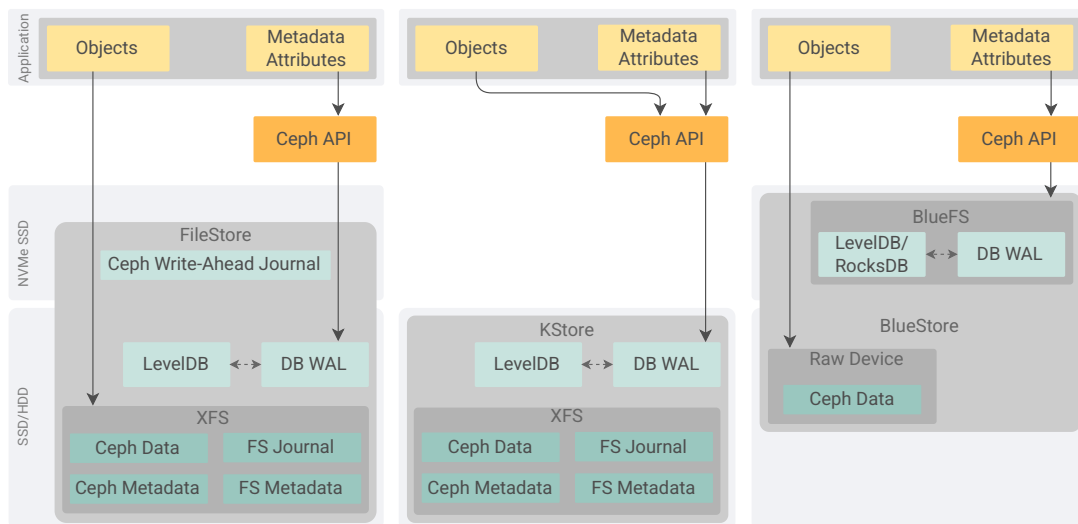 Application
Objects
Metadata
Attributes
Ceph API
NVMe SSD
FileStore
Ceph Write-Ahead Journal
SSD/HDD
LevelDB
DB WAL
XFS
Ceph Data
FS Journal
Ceph Metadata
FS Metadata
Objects
Metadata
Attributes
Ceph API
KStore
LevelDB
DB WAL
XFS
Ceph Data
FS Journal
Ceph Metadata
FS Metadata
Objects
Metadata
Attributes
Ceph API
BlueFS
LevelDB/
RocksDB
DB WAL
BlueStore
Raw Device
Ceph Data